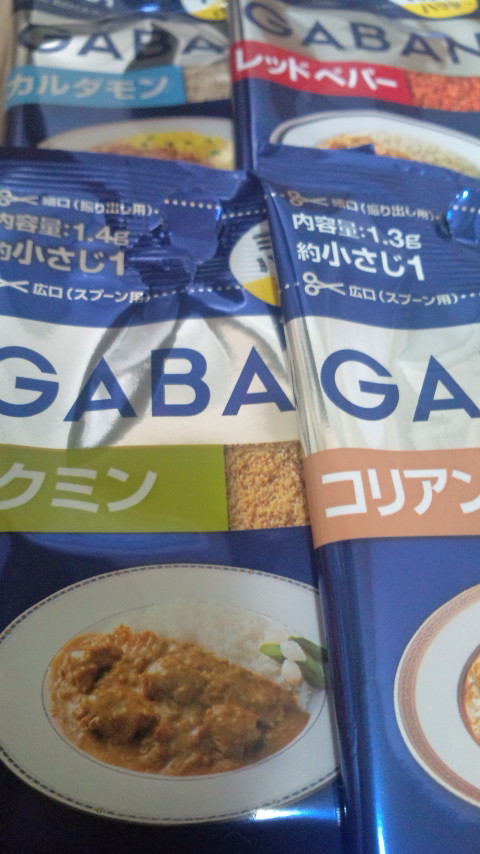 GABA
カルダモン
GABAN
レッドペパー
細口(振り出し用)
内容量:1.4g
約小さじ1
広口(スプーン用)
GABA
クミン
細口(振り出し用)
内容量:1.3g
約小さじ1
広口(スプーン用)
GA
コリアン